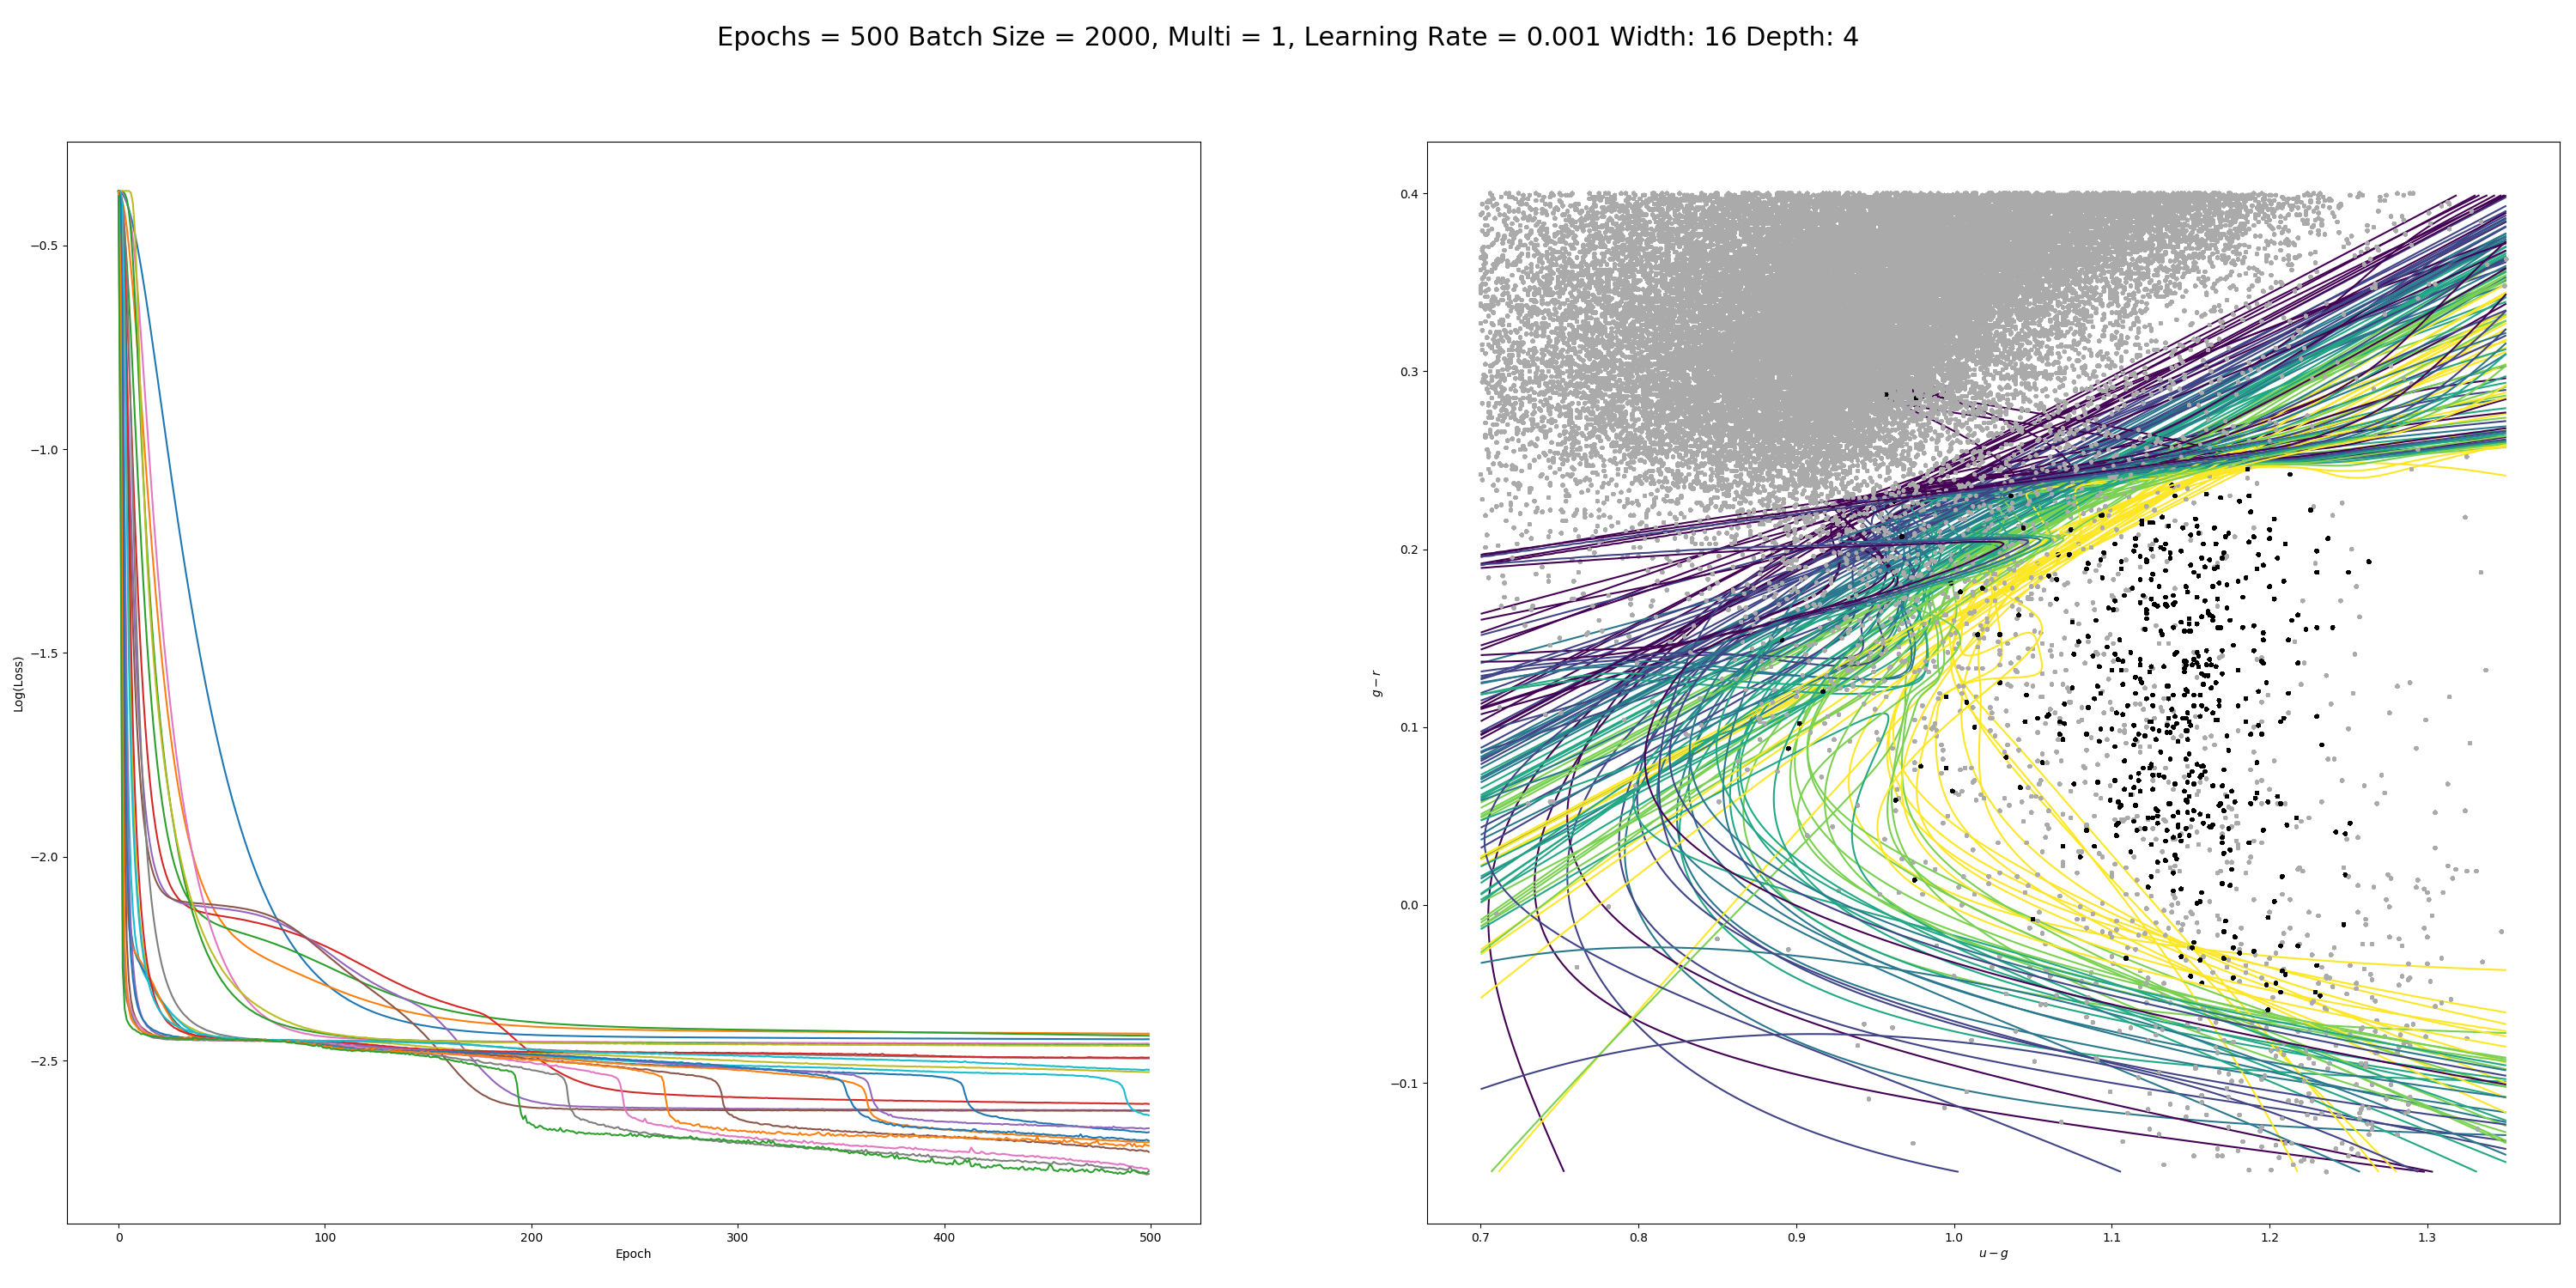 Epochs = 500 Batch Size = 2000, Multi = 1, Learning Rate = 0.001 Width: 16 Depth: 4
Log(Loss)
−0.5
−1.0
−1.5
−2.0
−2.5
0 100 200 300 400 500
Epoch
g − r
0.4
0.3
0.2
0.1
0.0
−0.1
0.7 0.8 0.9 1.0 1.1 1.2 1.3
u − g